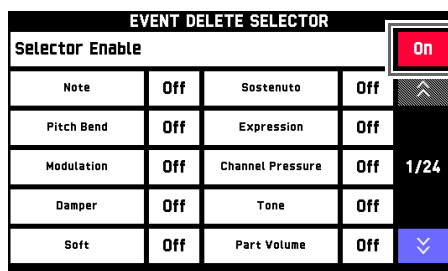 EVENT DELETE SELECTOR
Selector Enable On
Note Off Sostenuto Off
Pitch Bend Off Expression Off
Modulation Off Channel Pressure Off 1/24
Damper Off Tone Off
Soft Off Part Volume Off